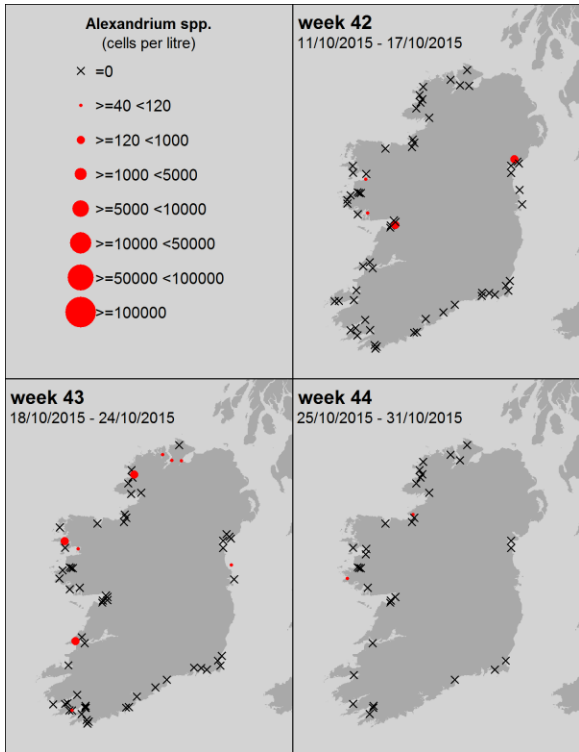 Alexandrium spp.
(cells per litre)
=0
>=40 <120
>=120 <1000
>=1000 <5000
>=5000 <10000
>=10000 <50000
>=50000 <100000
>=100000
week 42
11/10/2015 - 17/10/2015
week 43
18/10/2015 - 24/10/2015
week 44
25/10/2015 - 31/10/2015